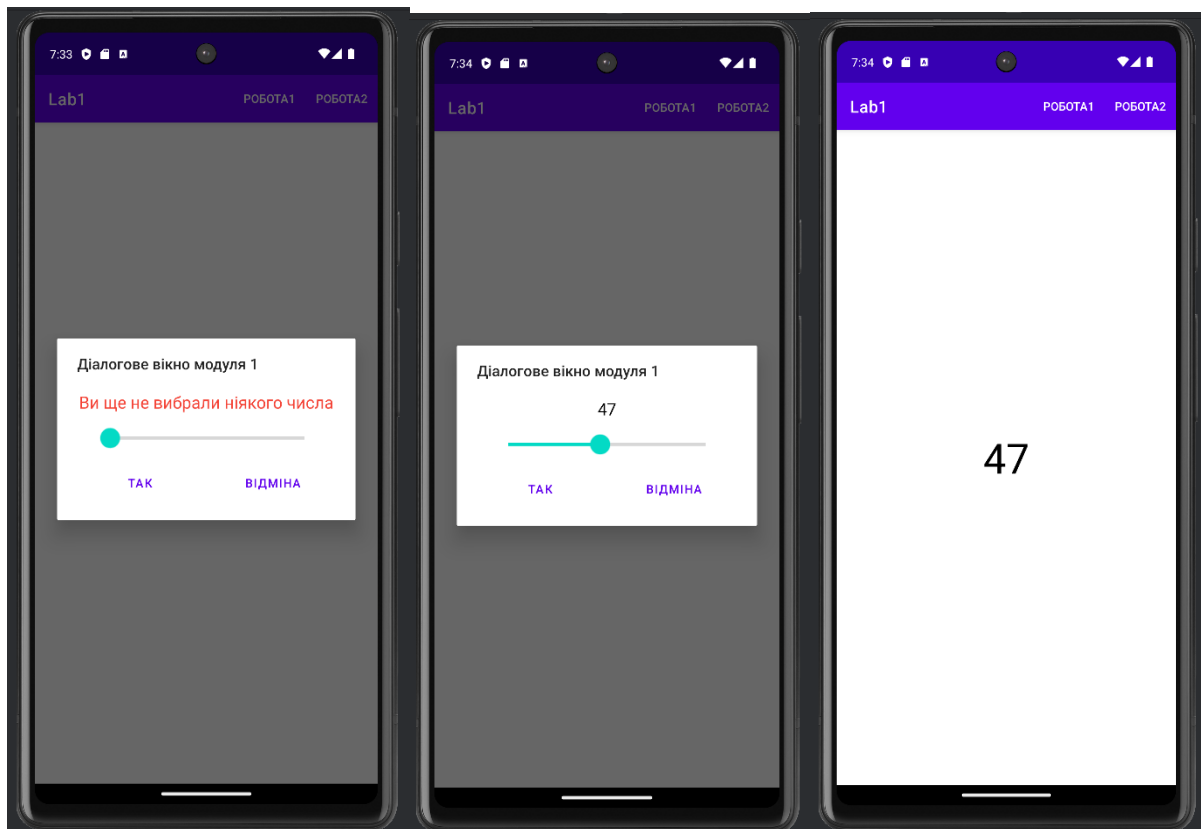 7:33
Lab1 РОБОТА1 РОБОТА2
Діалогове вікно модуля 1
Ви ще не вибрали ніякого числа
ТАК ВІДМІНА
7:34
Lab1 РОБОТА1 РОБОТА2
Діалогове вікно модуля 1
47
ТАК ВІДМІНА
7:34
Lab1 РОБОТА1 РОБОТА2
47